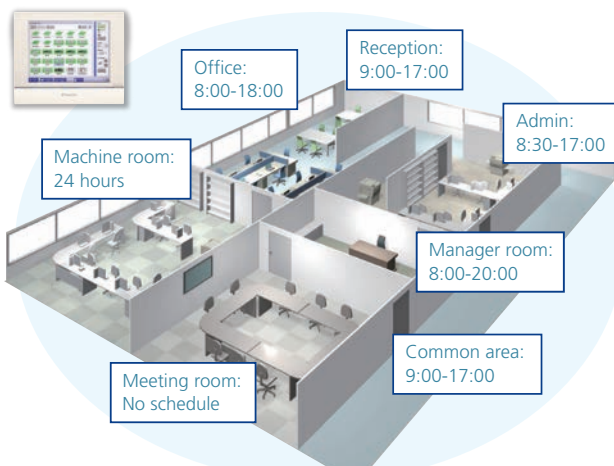 Reception:
9:00-17:00
Office:
8:00-18:00
Admin:
8:30-17:00
Machine room:
24 hours
Manager room:
8:00-20:00
Common area:
9:00-17:00
Meeting room:
No schedule